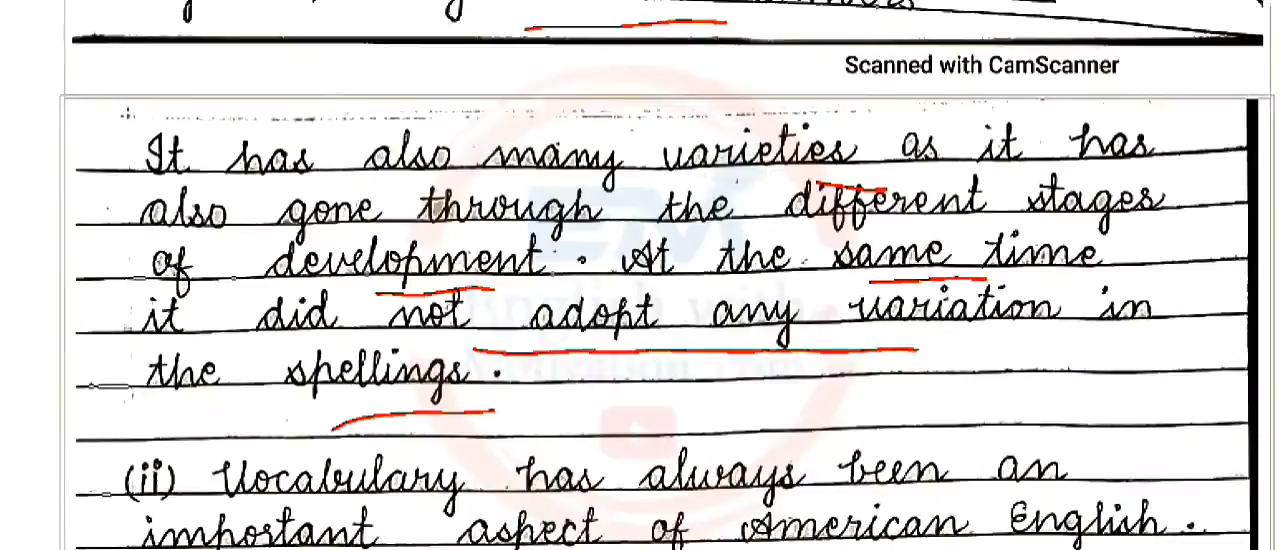 Scanned with CamScanner
It has also many varieties as it has
also gone through the different stages
of development. At the same time
it did not adopt any variation in
the spellings.
(ii) Vocabulary has always been an
important aspect of American English.